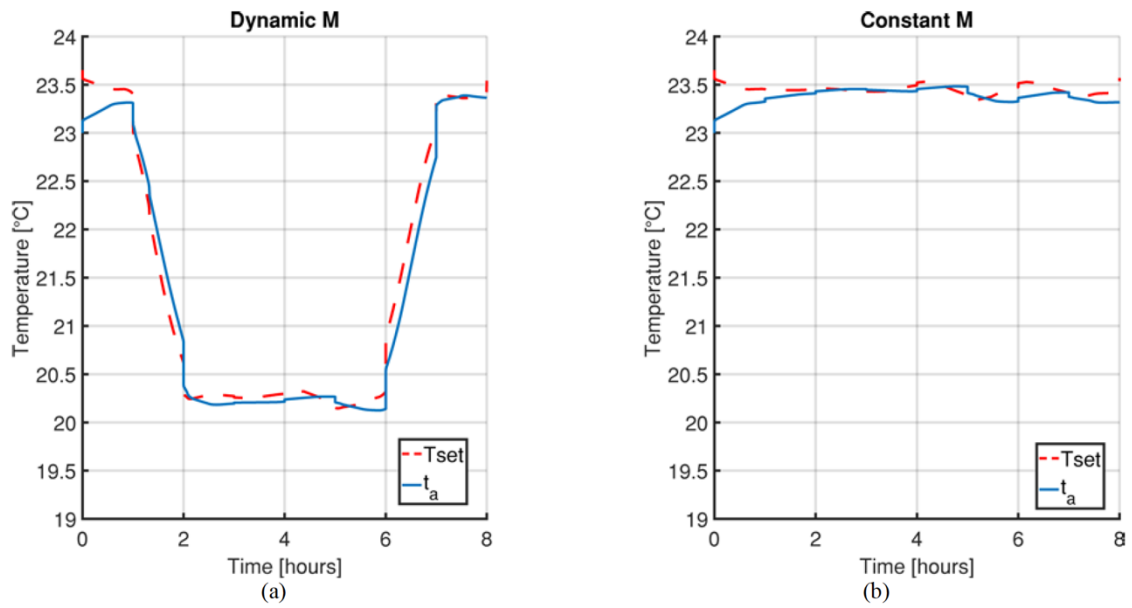 Dynamic M
24
23.5
23
22.5
22
21.5
21
20.5
20
19.5
19
Temperature [°C]
0 2 4 6 8
Time [hours]
Tset
t_a
(a)
Constant M
24
23.5
23
22.5
22
21.5
21
20.5
20
19.5
19
Temperature [°C]
0 2 4 6 8
Time [hours]
Tset
t_a
(b)